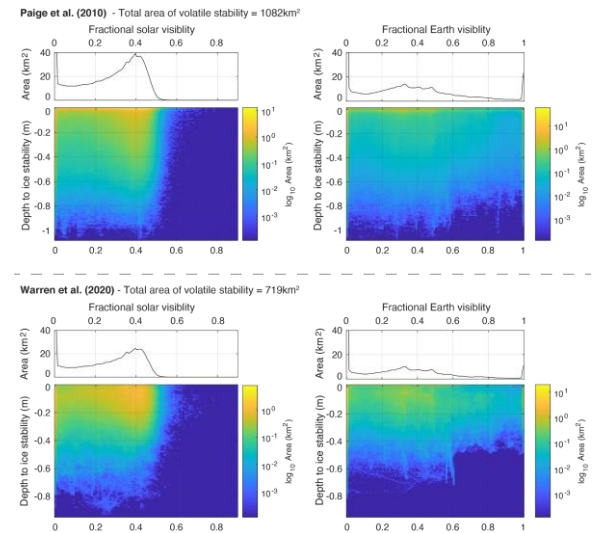 Paige et al. (2010) - Total area of volatile stability = 1082km²
Fractional solar visiblity
0 0.2 0.4 0.6 0.8
Area (km²)
40
20
0
Depth to ice stability (m)
0
-0.2
-0.4
-0.6
-0.8
-1
0 0.2 0.4 0.6 0.8
10¹
10⁰
10⁻¹
10⁻²
10⁻³
log₁₀ Area (km²)
Fractional Earth visiblity
0 0.2 0.4 0.6 0.8 1
Area (km²)
40
20
0
Depth to ice stability (m)
0
-0.2
-0.4
-0.6
-0.8
-1
0 0.2 0.4 0.6 0.8 1
10¹
10⁰
10⁻¹
10⁻²
10⁻³
log₁₀ Area (km²)
Warren et al. (2020) - Total area of volatile stability = 719km²
Fractional solar visiblity
0 0.2 0.4 0.6 0.8
Area (km²)
40
20
0
Depth to ice stability (m)
0
-0.2
-0.4
-0.6
-0.8
0 0.2 0.4 0.6 0.8
10⁰
10⁻¹
10⁻²
10⁻³
log₁₀ Area (km²)
Fractional Earth visiblity
0 0.2 0.4 0.6 0.8 1
Area (km²)
40
20
0
Depth to ice stability (m)
0
-0.2
-0.4
-0.6
-0.8
0 0.2 0.4 0.6 0.8 1
10¹
10⁰
10⁻¹
10⁻²
10⁻³
log₁₀ Area (km²)